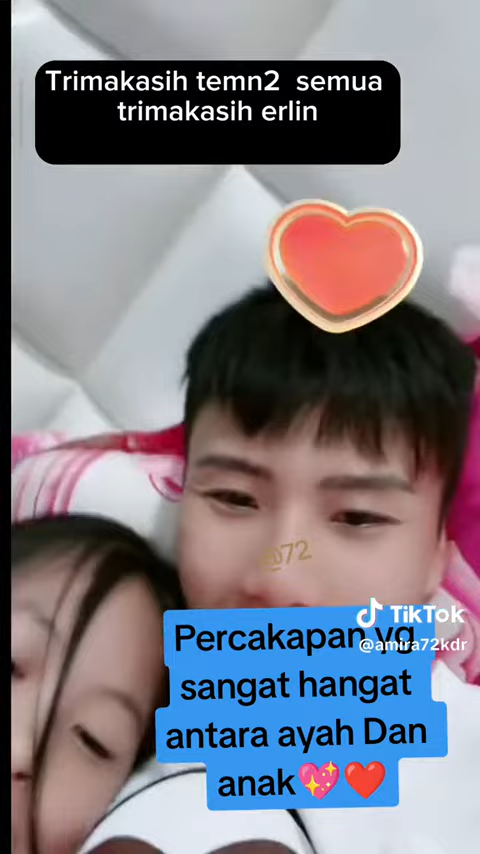 Trimakasih temn2 semua
trimakasih erlin
@72
TikTok
@amira72kdr
Percakapan yg
sangat hangat
antara ayah Dan
anak💖❤️